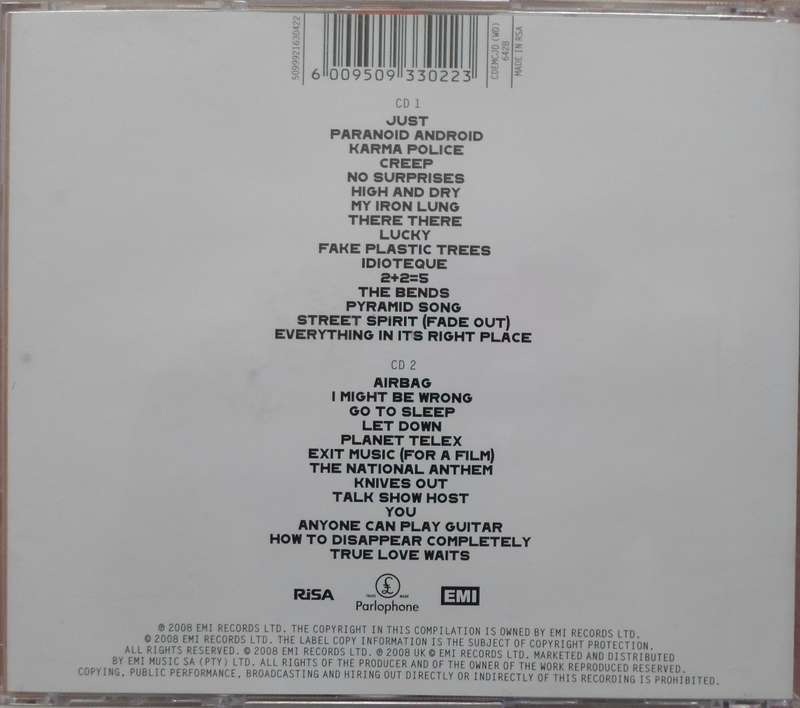 5099921630422
6 009509 330223
CDEMCJD (WD)
6428
MADE IN RSA
CD 1
JUST
PARANOID ANDROID
KARMA POLICE
CREEP
NO SURPRISES
HIGH AND DRY
MY IRON LUNG
THERE THERE
LUCKY
FAKE PLASTIC TREES
IDIOTEQUE
2+2=5
THE BENDS
PYRAMID SONG
STREET SPIRIT (FADE OUT)
EVERYTHING IN ITS RIGHT PLACE
CD 2
AIRBAG
I MIGHT BE WRONG
GO TO SLEEP
LET DOWN
PLANET TELEX
EXIT MUSIC (FOR A FILM)
THE NATIONAL ANTHEM
KNIVES OUT
TALK SHOW HOST
YOU
ANYONE CAN PLAY GUITAR
HOW TO DISAPPEAR COMPLETELY
TRUE LOVE WAITS
RiSA
£
TRADE MARK
Parlophone
EMI
℗ 2008 EMI RECORDS LTD. THE COPYRIGHT IN THIS COMPILATION IS OWNED BY EMI RECORDS LTD.
© 2008 EMI RECORDS LTD. THE LABEL COPY INFORMATION IS THE SUBJECT OF COPYRIGHT PROTECTION.
ALL RIGHTS RESERVED. © 2008 EMI RECORDS LTD. ℗ 2008 UK © EMI RECORDS LTD. MARKETED AND DISTRIBUTED
BY EMI MUSIC SA (PTY) LTD. ALL RIGHTS OF THE PRODUCER AND OF THE OWNER OF THE WORK REPRODUCED RESERVED.
COPYING, PUBLIC PERFORMANCE, BROADCASTING AND HIRING OUT DIRECTLY OR INDIRECTLY OF THIS RECORDING IS PROHIBITED.